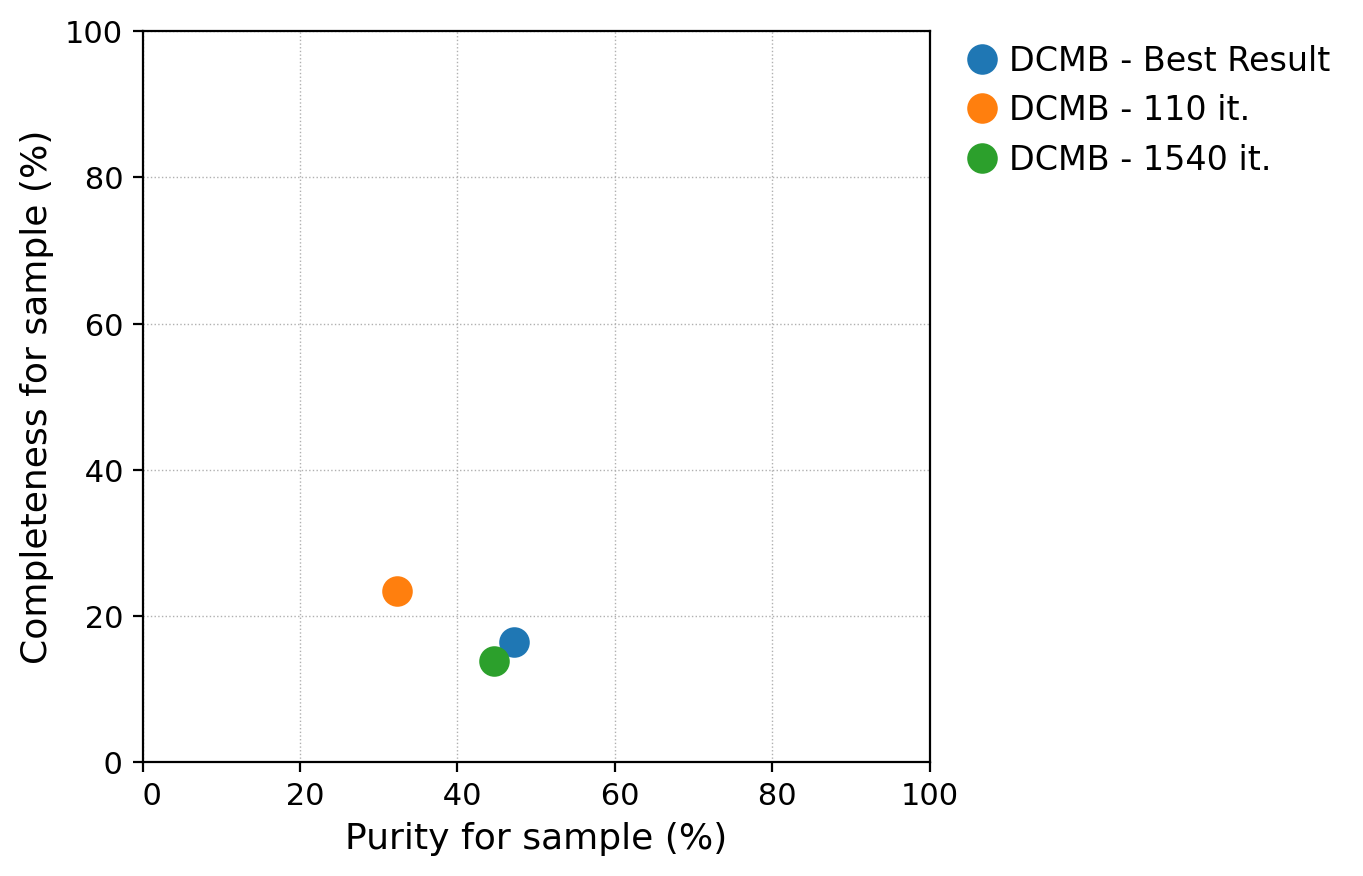 100
80
60
40
20
0
Completeness for sample (%)
0 20 40 60 80 100
Purity for sample (%)
DCMB - Best Result
DCMB - 110 it.
DCMB - 1540 it.